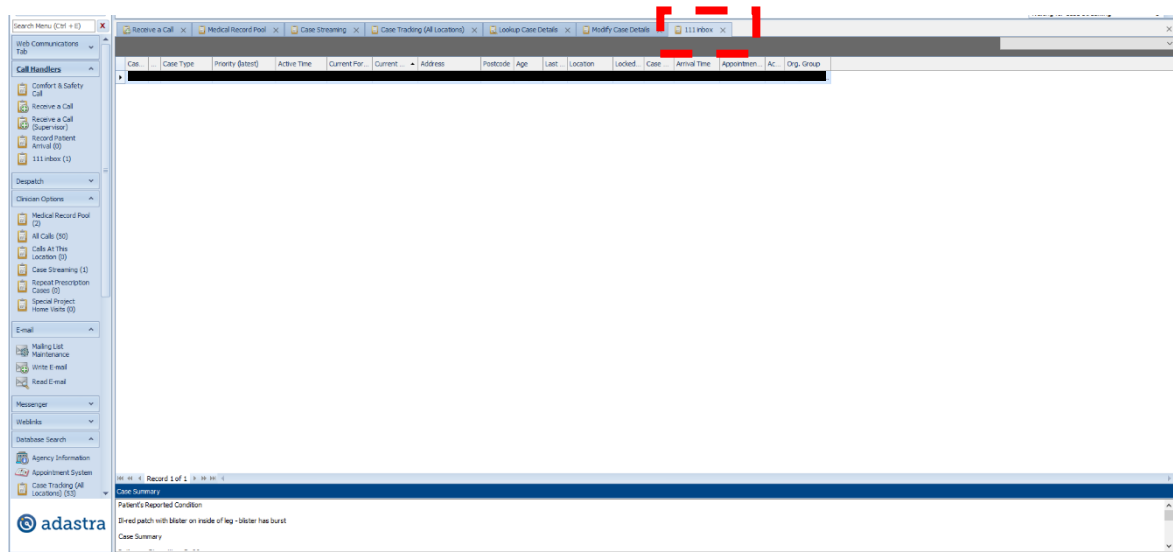 Search Menu (Ctrl + E)
Receive a Call
Medical Record Pool
Case Streaming
Case Tracking (All Locations)
Lookup Case Details
Modify Case Details
111 inbox
Web Communications
Tab
Call Handlers
Cas... ... Case Type Priority (latest) Active Time Current For... Current ... Address Postcode Age Last ... Location Locked... Case ... Arrival Time Appointmen... Ac... Org. Group
Comfort & Safety
Call
Receive a Call
Receive a Call
(Supervisor)
Record Patient
Arrival (0)
111 inbox (1)
Despatch
Clinician Options
Medical Record Pool
(2)
All Calls (50)
Calls At This
Location (0)
Case Streaming (1)
Repeat Prescription
Cases (0)
Special Project
Home Visits (0)
E-mail
Mailing List
Maintenance
Write E-mail
Read E-mail
Messenger
Weblinks
Database Search
Agency Information
Appointment System
Case Tracking (All
Locations) (53)
Record 1 of 1
Case Summary
Patient's Reported Condition
Ill-red patch with blister on inside of leg - blister has burst
Case Summary
adastra